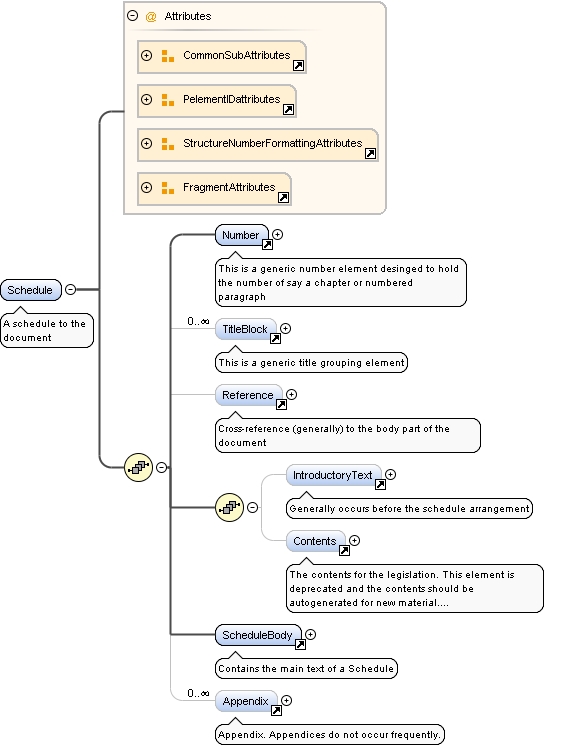 @ Attributes
CommonSubAttributes
PelementIDattributes
StructureNumberFormattingAttributes
FragmentAttributes
Number
This is a generic number element desinged to hold
the number of say a chapter or numbered
paragraph
Schedule
A schedule to the
document
0..∞
TitleBlock
This is a generic title grouping element
Reference
Cross-reference (generally) to the body part of the
document
IntroductoryText
Generally occurs before the schedule arrangement
Contents
The contents for the legislation. This element is
deprecated and the contents should be
autogenerated for new material....
ScheduleBody
Contains the main text of a Schedule
0..∞
Appendix
Appendix. Appendices do not occur frequently.